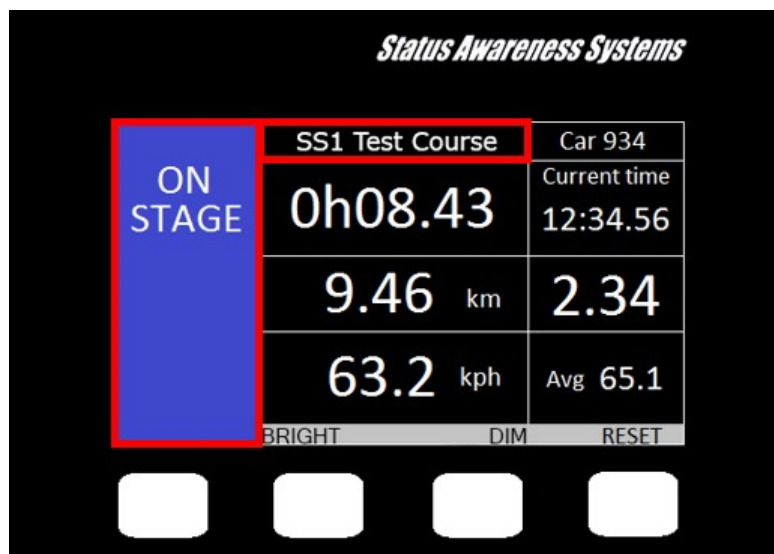 Status Awareness Systems
ON
STAGE
SS1 Test Course
Car 934
0h08.43
Current time
12:34.56
9.46 km
2.34
63.2 kph
Avg 65.1
BRIGHT DIM RESET